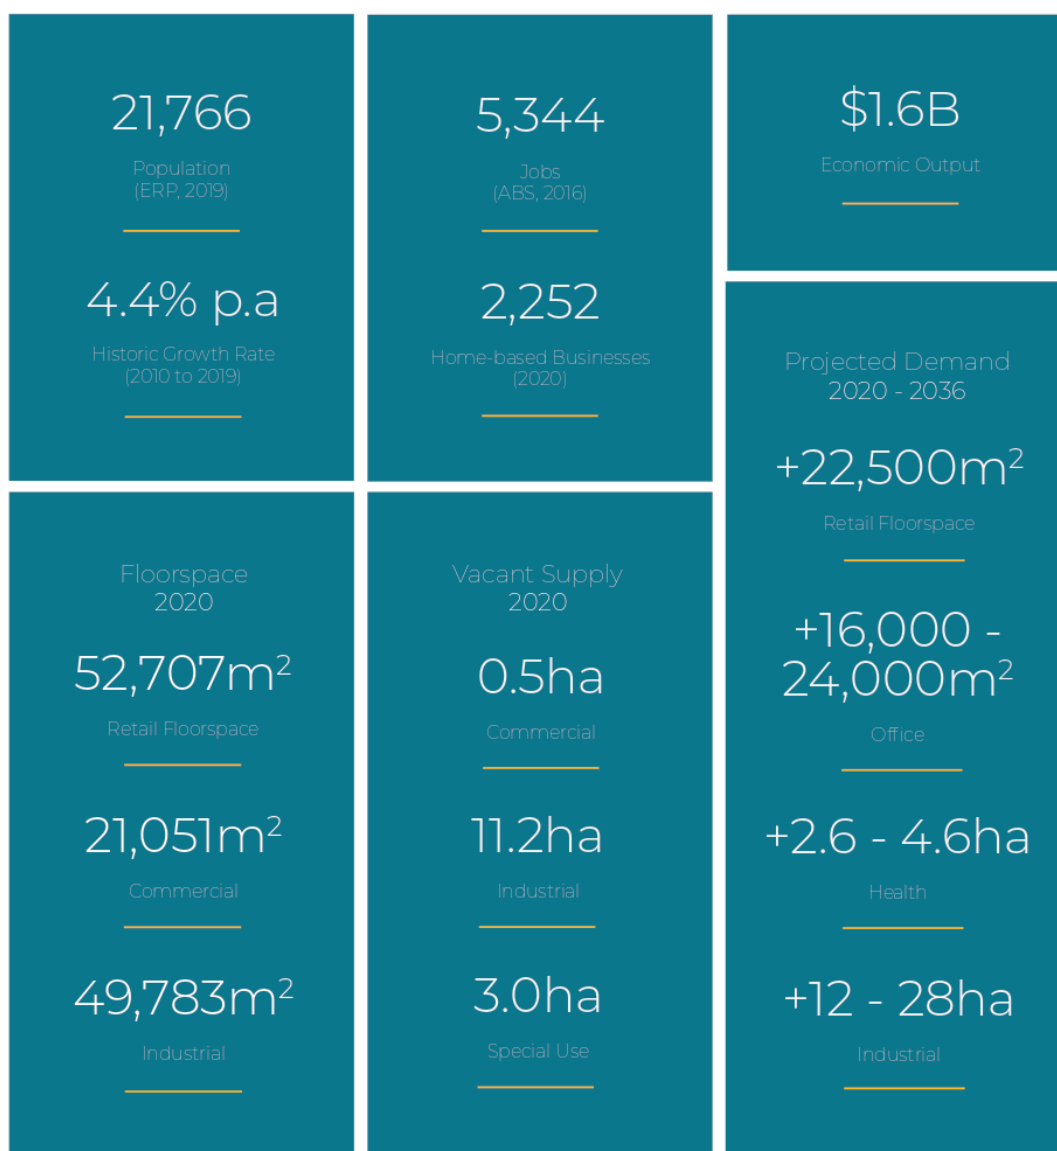 21,766
Population
(ERP, 2019)
4.4% p.a
Historic Growth Rate
(2010 to 2019)
5,344
Jobs
(ABS, 2016)
2,252
Home-based Businesses
(2020)
$1.6B
Economic Output
Floorspace
2020
52,707m²
Retail Floorspace
21,051m²
Commercial
49,783m²
Industrial
Vacant Supply
2020
0.5ha
Commercial
11.2ha
Industrial
3.0ha
Special Use
Projected Demand
2020 - 2036
+22,500m²
Retail Floorspace
+16,000 -
24,000m²
Office
+2.6 - 4.6ha
Health
+12 - 28ha
Industrial